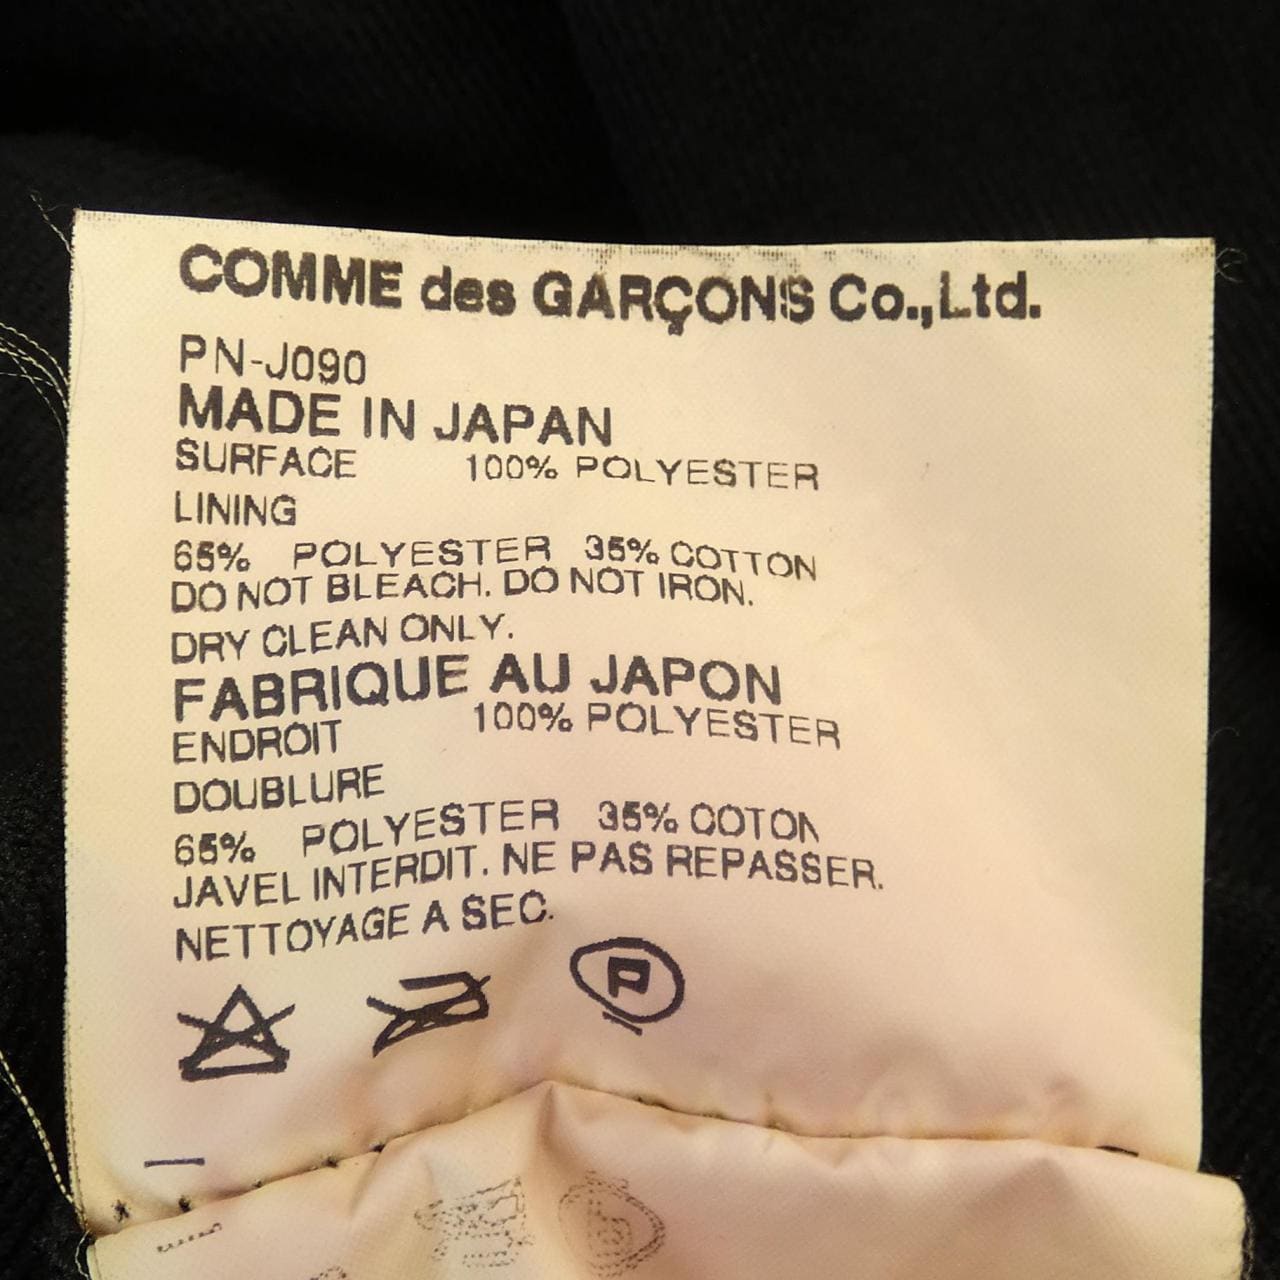 COMME des GARÇONS Co.,Ltd.
PN-J090
MADE IN JAPAN
SURFACE 100% POLYESTER
LINING
65% POLYESTER 35% COTTON
DO NOT BLEACH. DO NOT IRON.
DRY CLEAN ONLY.
FABRIQUE AU JAPON
ENDROIT 100% POLYESTER
DOUBLURE
65% POLYESTER 35% COTON
JAVEL INTERDIT. NE PAS REPASSER.
NETTOYAGE A SEC.
P